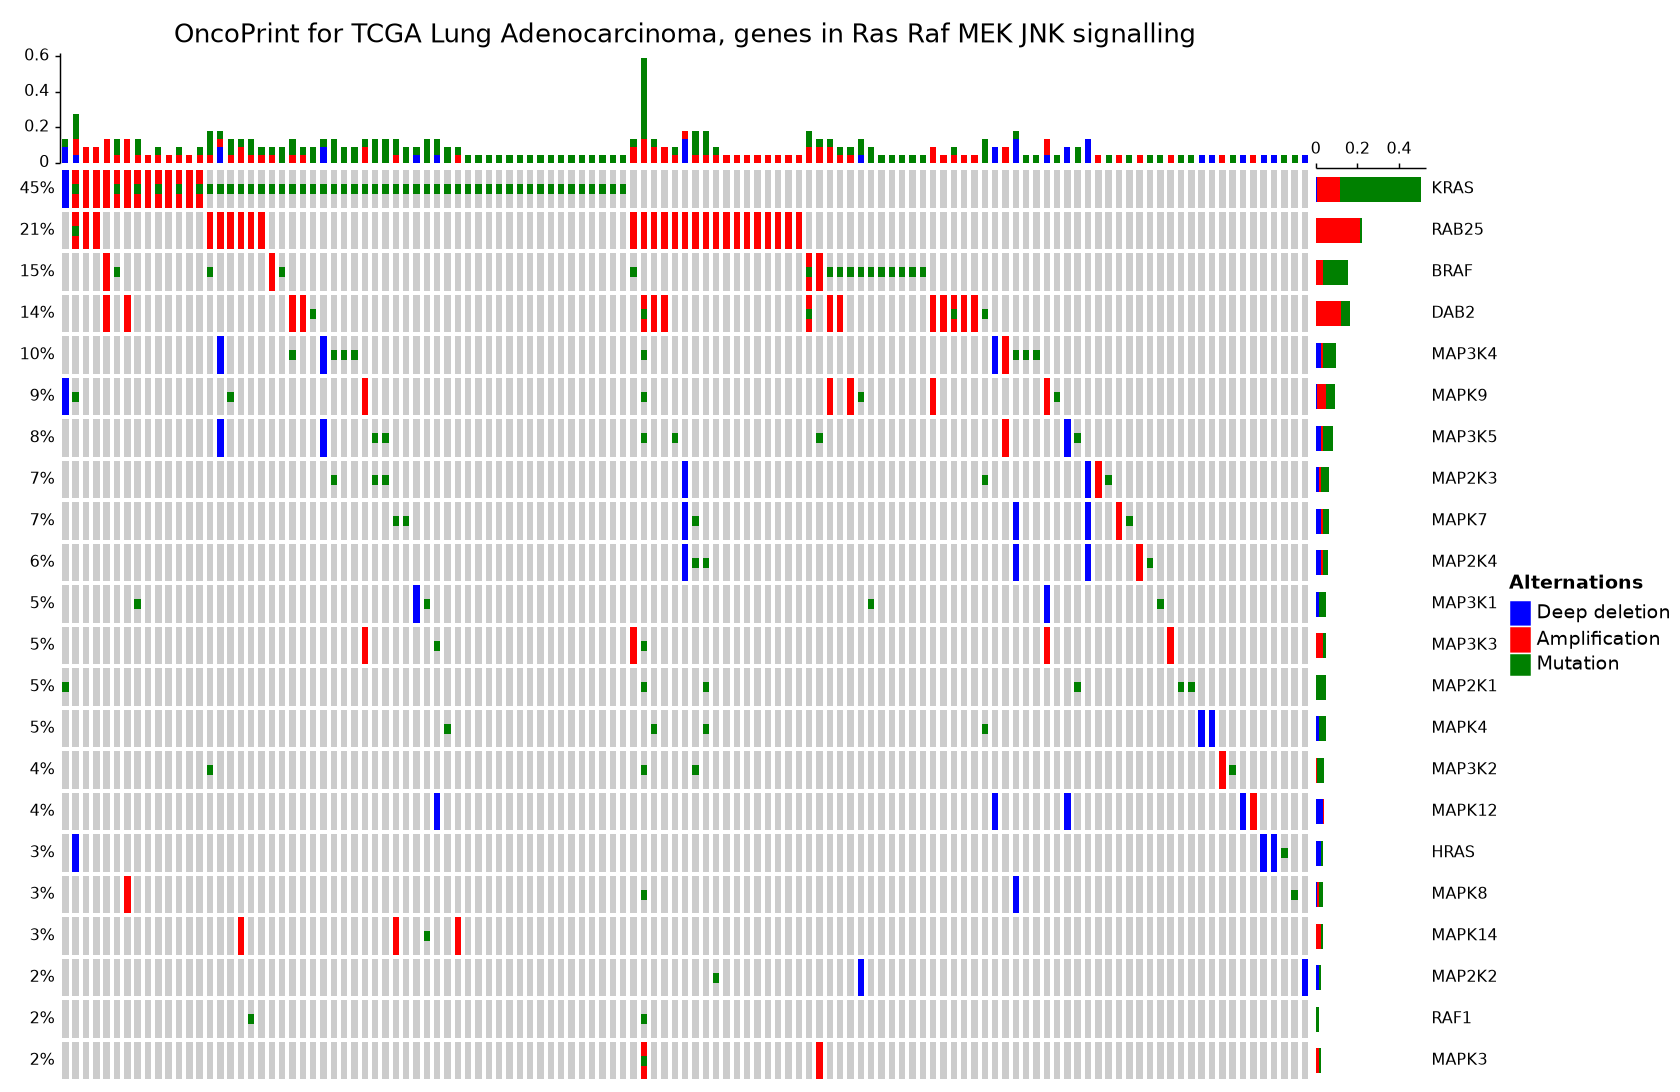 OncoPrint for TCGA Lung Adenocarcinoma, genes in Ras Raf MEK JNK signalling
0.6
0.4
0.2
0
0 0.2 0.4
45% KRAS
21% RAB25
15% BRAF
14% DAB2
10% MAP3K4
9% MAPK9
8% MAP3K5
7% MAP2K3
7% MAPK7
6% MAP2K4
5% MAP3K1
5% MAP3K3
5% MAP2K1
5% MAPK4
4% MAP3K2
4% MAPK12
3% HRAS
3% MAPK8
3% MAPK14
2% MAP2K2
2% RAF1
2% MAPK3
Alternations
Deep deletion
Amplification
Mutation